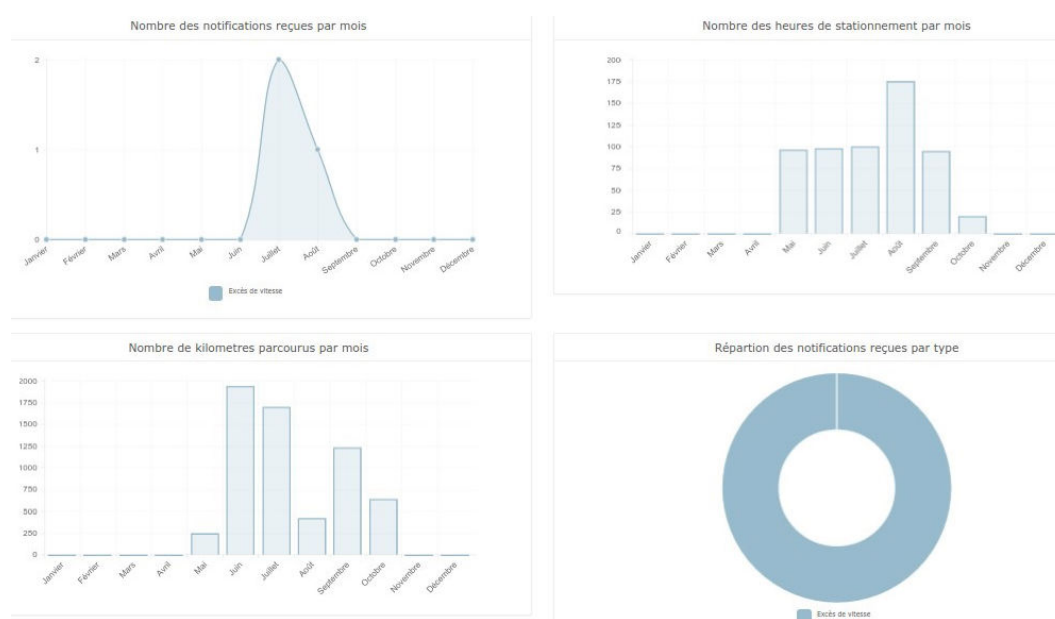 Nombre des notifications reçues par mois
2
1
0
Janvier Février Mars Avril Mai Juin Juillet Août Septembre Octobre Novembre Décembre
Excès de vitesse
Nombre des heures de stationnement par mois
200
175
150
125
100
75
50
25
0
Janvier Février Mars Avril Mai Juin Juillet Août Septembre Octobre Novembre Décembre
Nombre de kilometres parcourus par mois
2000
1750
1500
1250
1000
750
500
250
0
Janvier Février Mars Avril Mai Juin Juillet Août Septembre Octobre Novembre Décembre
Répartion des notifications reçues par type
Excès de vitesse